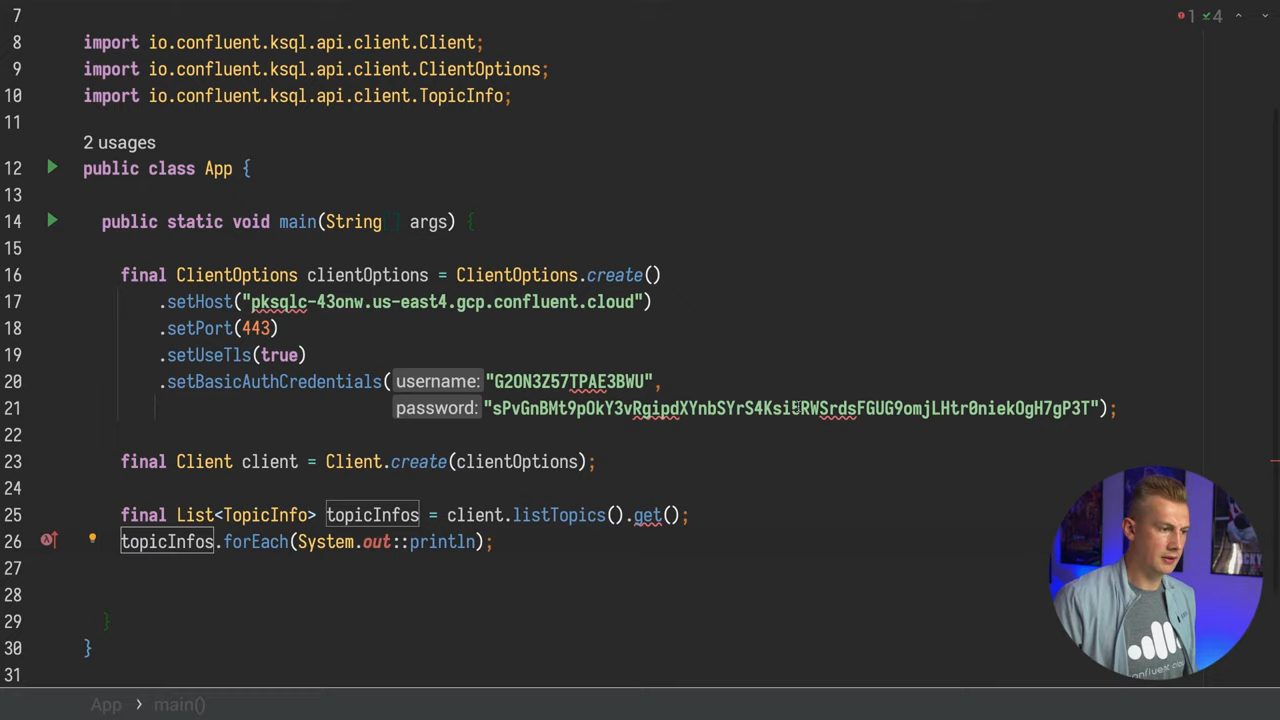 7
1 4
8 import io.confluent.ksql.api.client.Client;
9 import io.confluent.ksql.api.client.ClientOptions;
10 import io.confluent.ksql.api.client.TopicInfo;
11
2 usages
12 public class App {
13
14 public static void main(String[] args) {
15
16 final ClientOptions clientOptions = ClientOptions.create()
17 .setHost("pksqlc-43onw.us-east4.gcp.confluent.cloud")
18 .setPort(443)
19 .setUseTls(true)
20 .setBasicAuthCredentials( username: "G2ON3Z57TPAE3BWU",
21 password: "sPvGnBMt9pOkY3vRgipdXYnbSYrS4Ksi5RWSrdsFGUG9omjLHtr0niekOgH7gP3T");
22
23 final Client client = Client.create(clientOptions);
24
25 final List<TopicInfo> topicInfos = client.listTopics().get();
26 topicInfos.forEach(System.out::println);
27
28
29 }
30 }
31
App > main()
confluent cloud